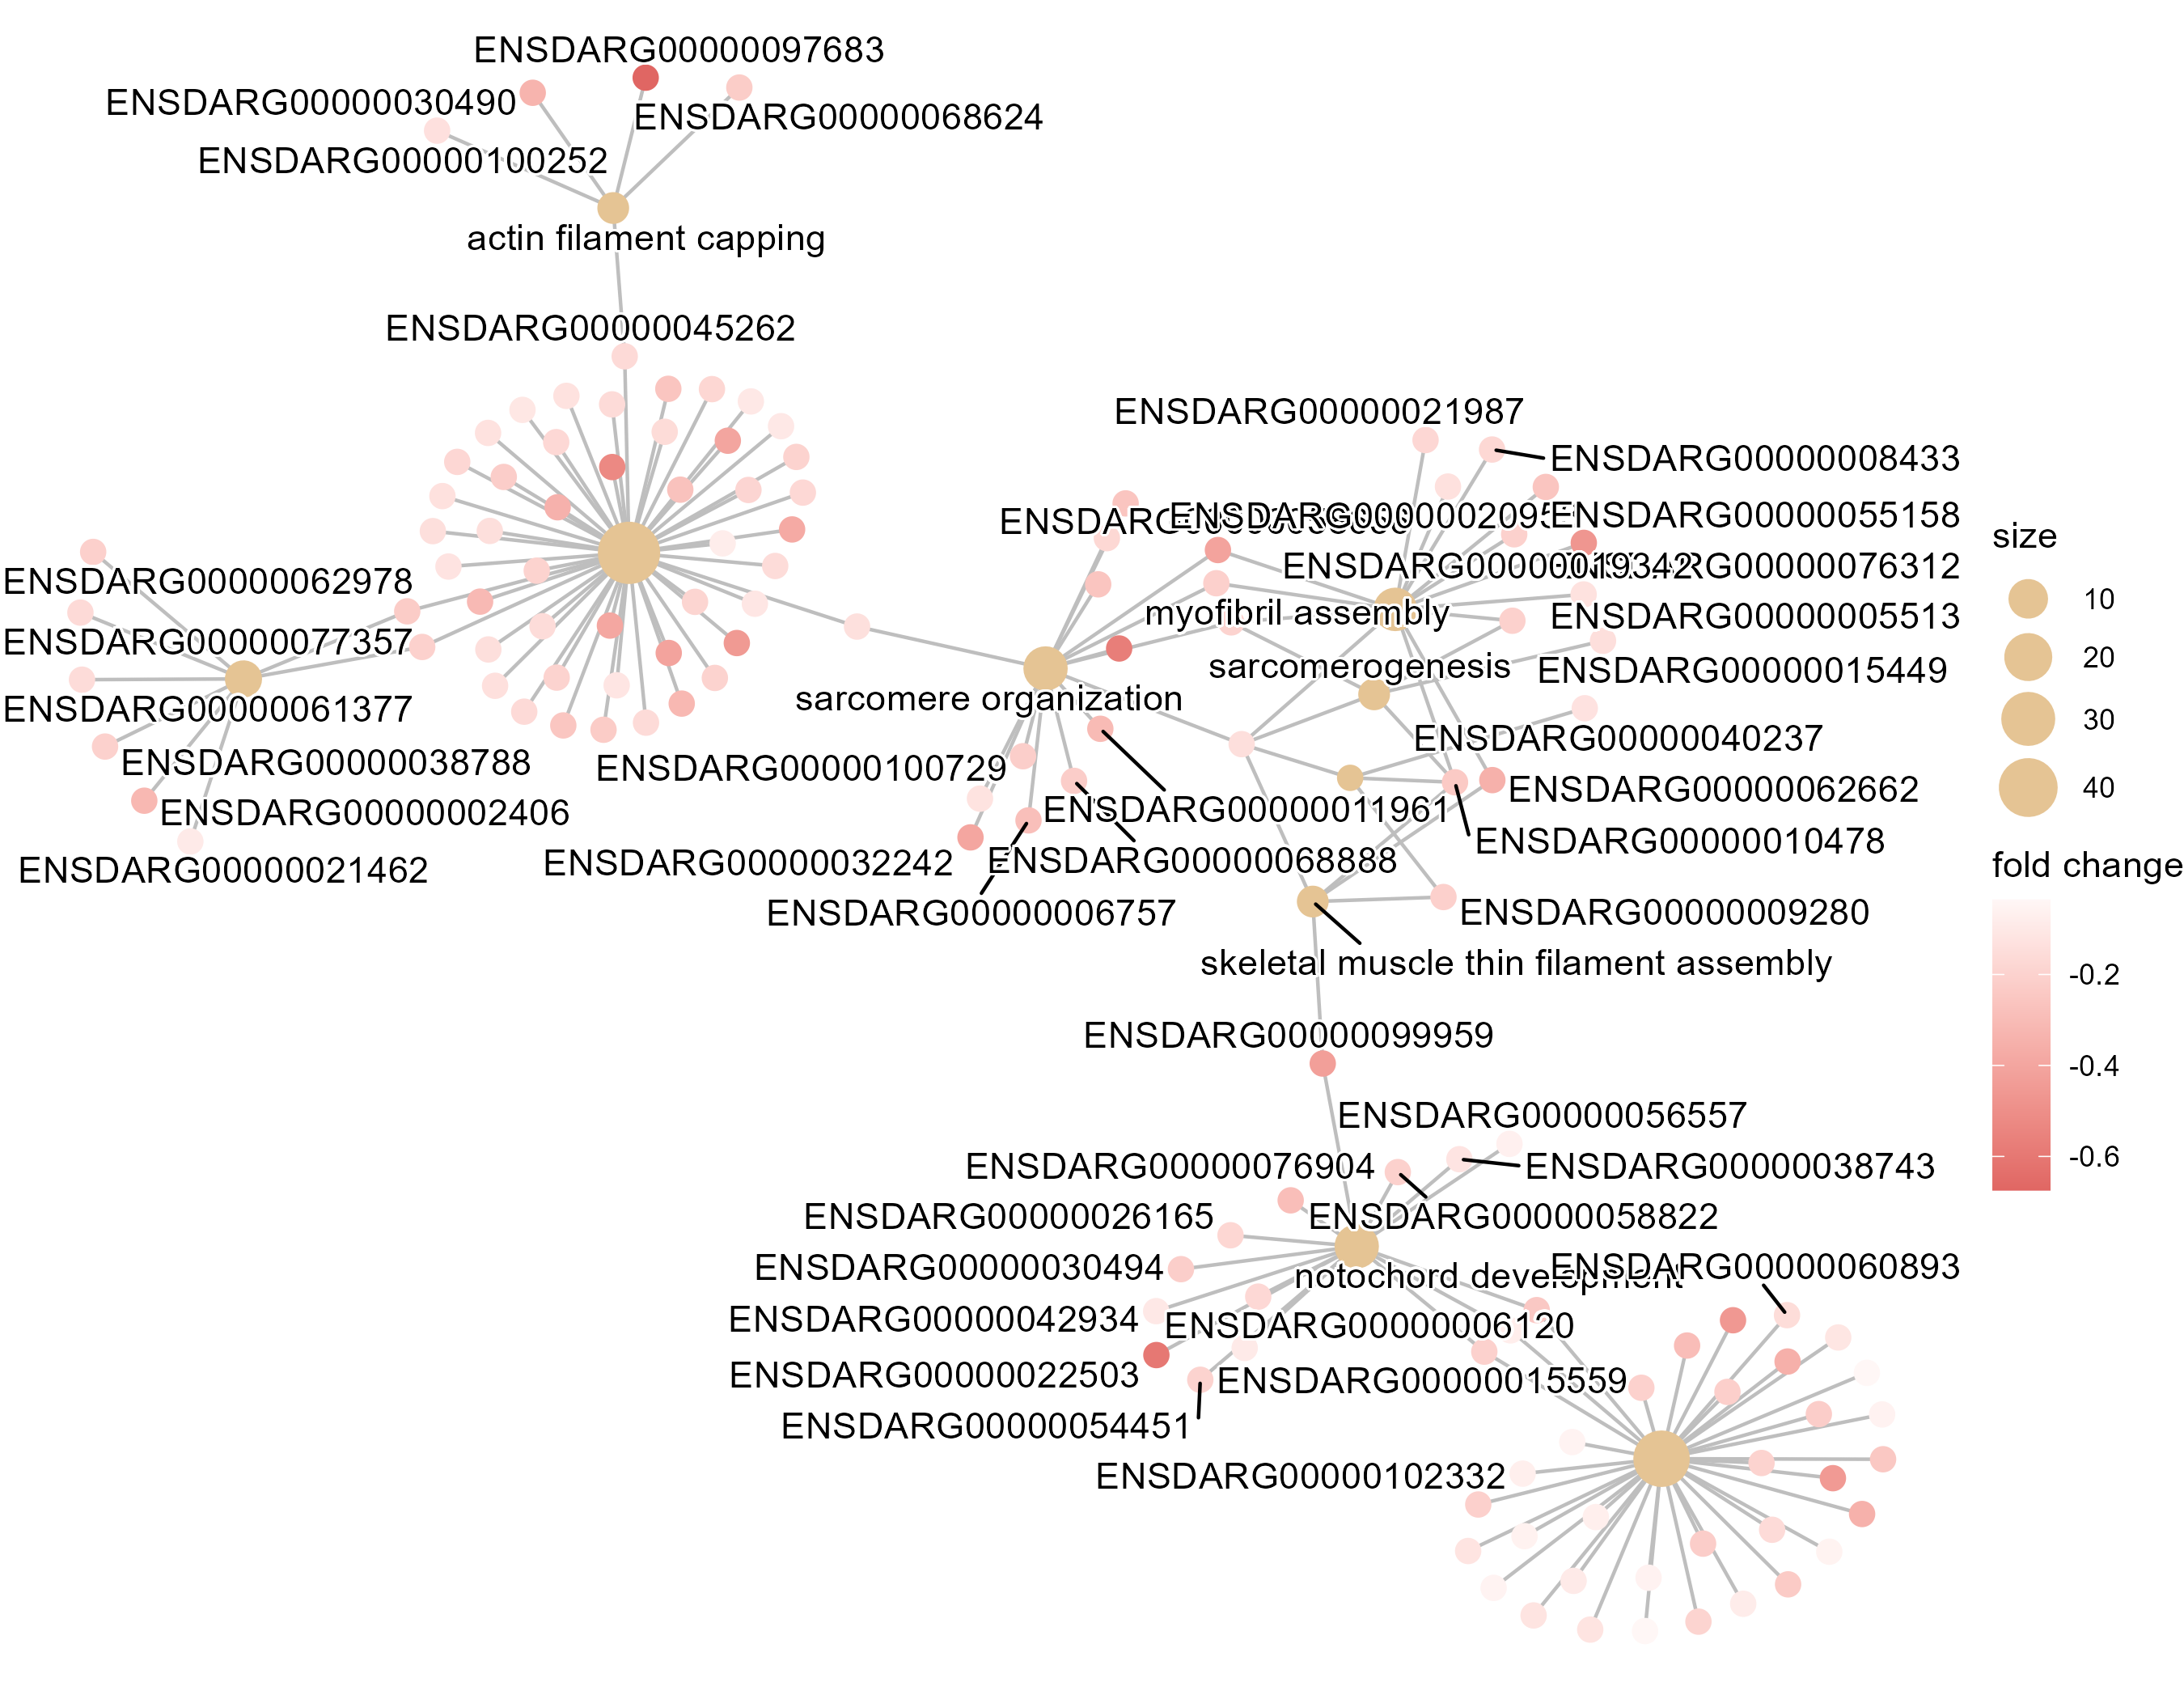 ENSDARG00000097683
ENSDARG00000030490
ENSDARG00000068624
ENSDARG00000100252
actin filament capping
ENSDARG00000045262
ENSDARG00000021987
ENSDARG00000008433
ENSDARG00000055158
ENSDARG00000019342
ENSDARG00000076312
ENSDARG00000062978
myofibril assembly
ENSDARG00000005513
ENSDARG00000077357
sarcomerogenesis
ENSDARG00000015449
sarcomere organization
ENSDARG00000061377
ENSDARG00000040237
ENSDARG00000038788
ENSDARG00000100729
ENSDARG00000062662
ENSDARG00000002406
ENSDARG00000011961
ENSDARG00000010478
ENSDARG00000021462
ENSDARG00000032242
ENSDARG00000068888
ENSDARG00000006757
ENSDARG00000009280
skeletal muscle thin filament assembly
ENSDARG00000099959
ENSDARG00000056557
ENSDARG00000076904
ENSDARG00000038743
ENSDARG00000026165
ENSDARG00000058822
ENSDARG00000030494
notochord development
ENSDARG00000060893
ENSDARG00000042934
ENSDARG00000006120
ENSDARG00000022503
ENSDARG00000015559
ENSDARG00000054451
ENSDARG00000102332
size
10
20
30
40
fold change
-0.2
-0.4
-0.6